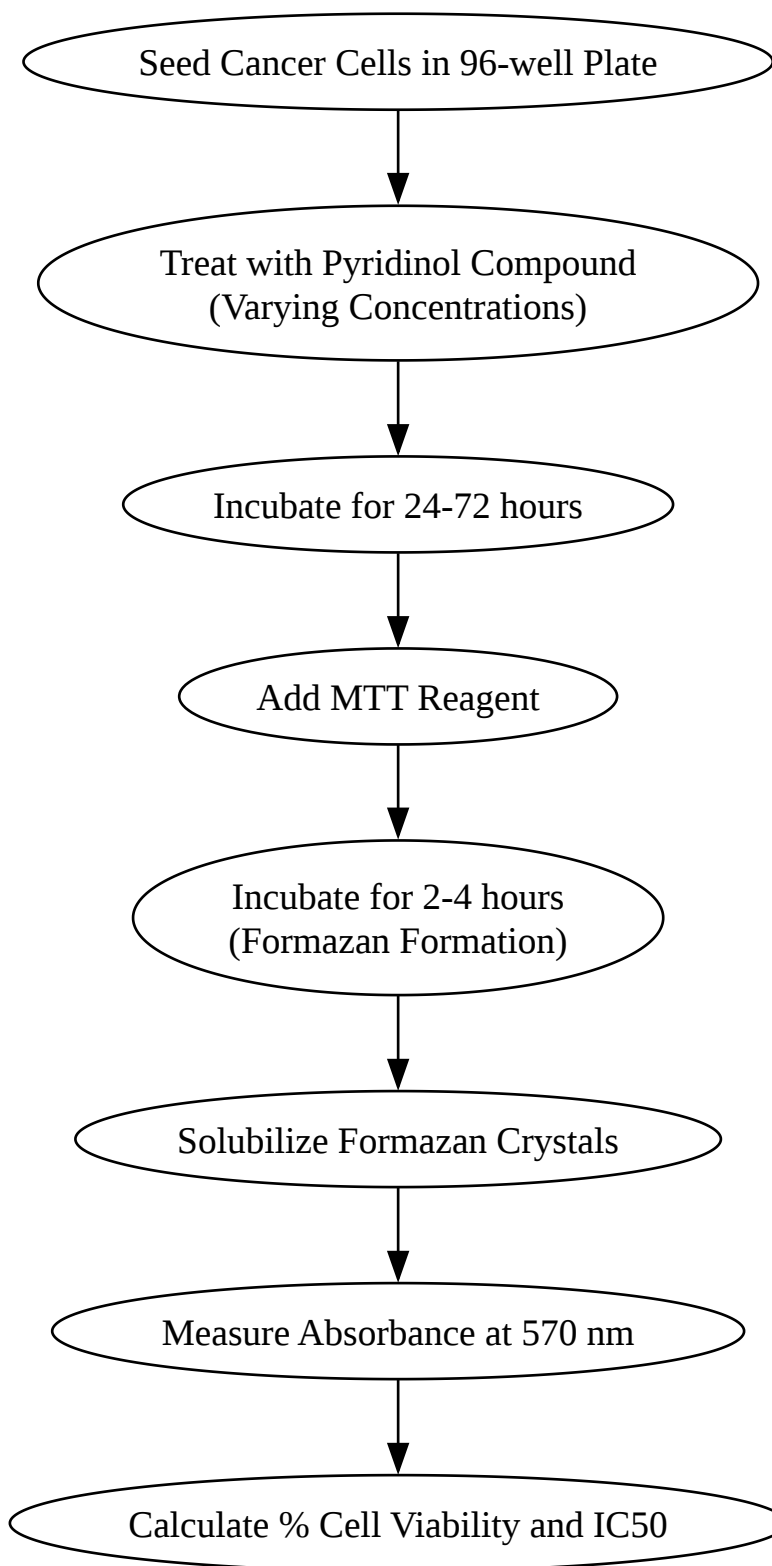 Seed Cancer Cells in 96-well Plate
Treat with Pyridinol Compound
(Varying Concentrations)
Incubate for 24-72 hours
Add MTT Reagent
Incubate for 2-4 hours
(Formazan Formation)
Solubilize Formazan Crystals
Measure Absorbance at 570 nm
Calculate % Cell Viability and IC50